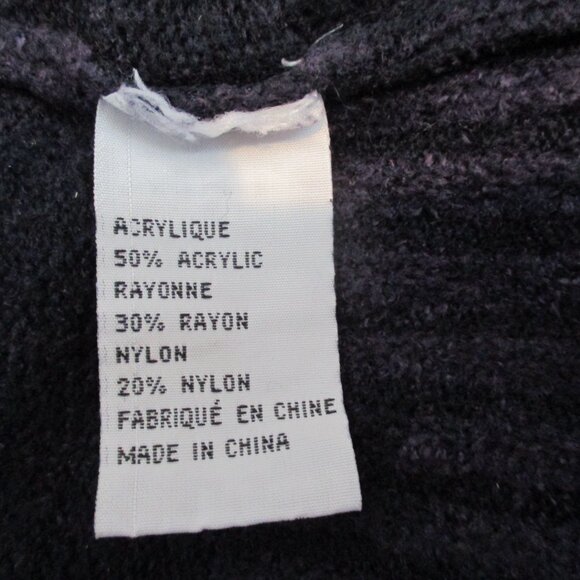 ACRYLIQUE
50% ACRYLIC
RAYONNE
30% RAYON
NYLON
20% NYLON
FABRIQUÉ EN CHINE
MADE IN CHINA